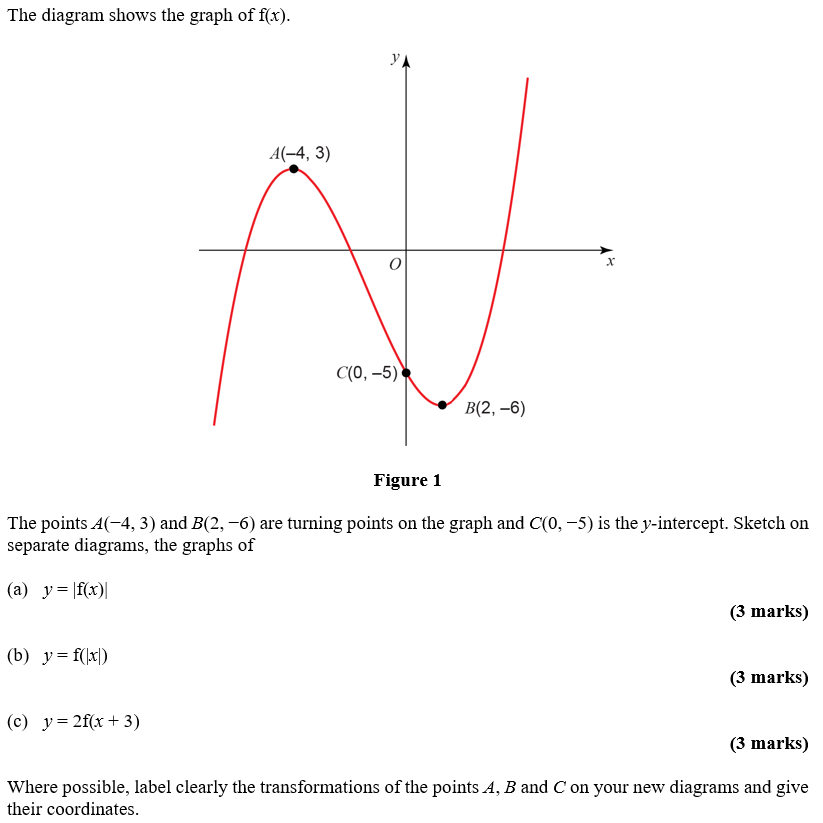 The diagram shows the graph of f(x).
y
A(−4, 3)
O
x
C(0, −5)
B(2, −6)
Figure 1
The points A(−4, 3) and B(2, −6) are turning points on the graph and C(0, −5) is the y-intercept. Sketch on
separate diagrams, the graphs of
(a) y = |f(x)|
(3 marks)
(b) y = f(|x|)
(3 marks)
(c) y = 2f(x + 3)
(3 marks)
Where possible, label clearly the transformations of the points A, B and C on your new diagrams and give
their coordinates.